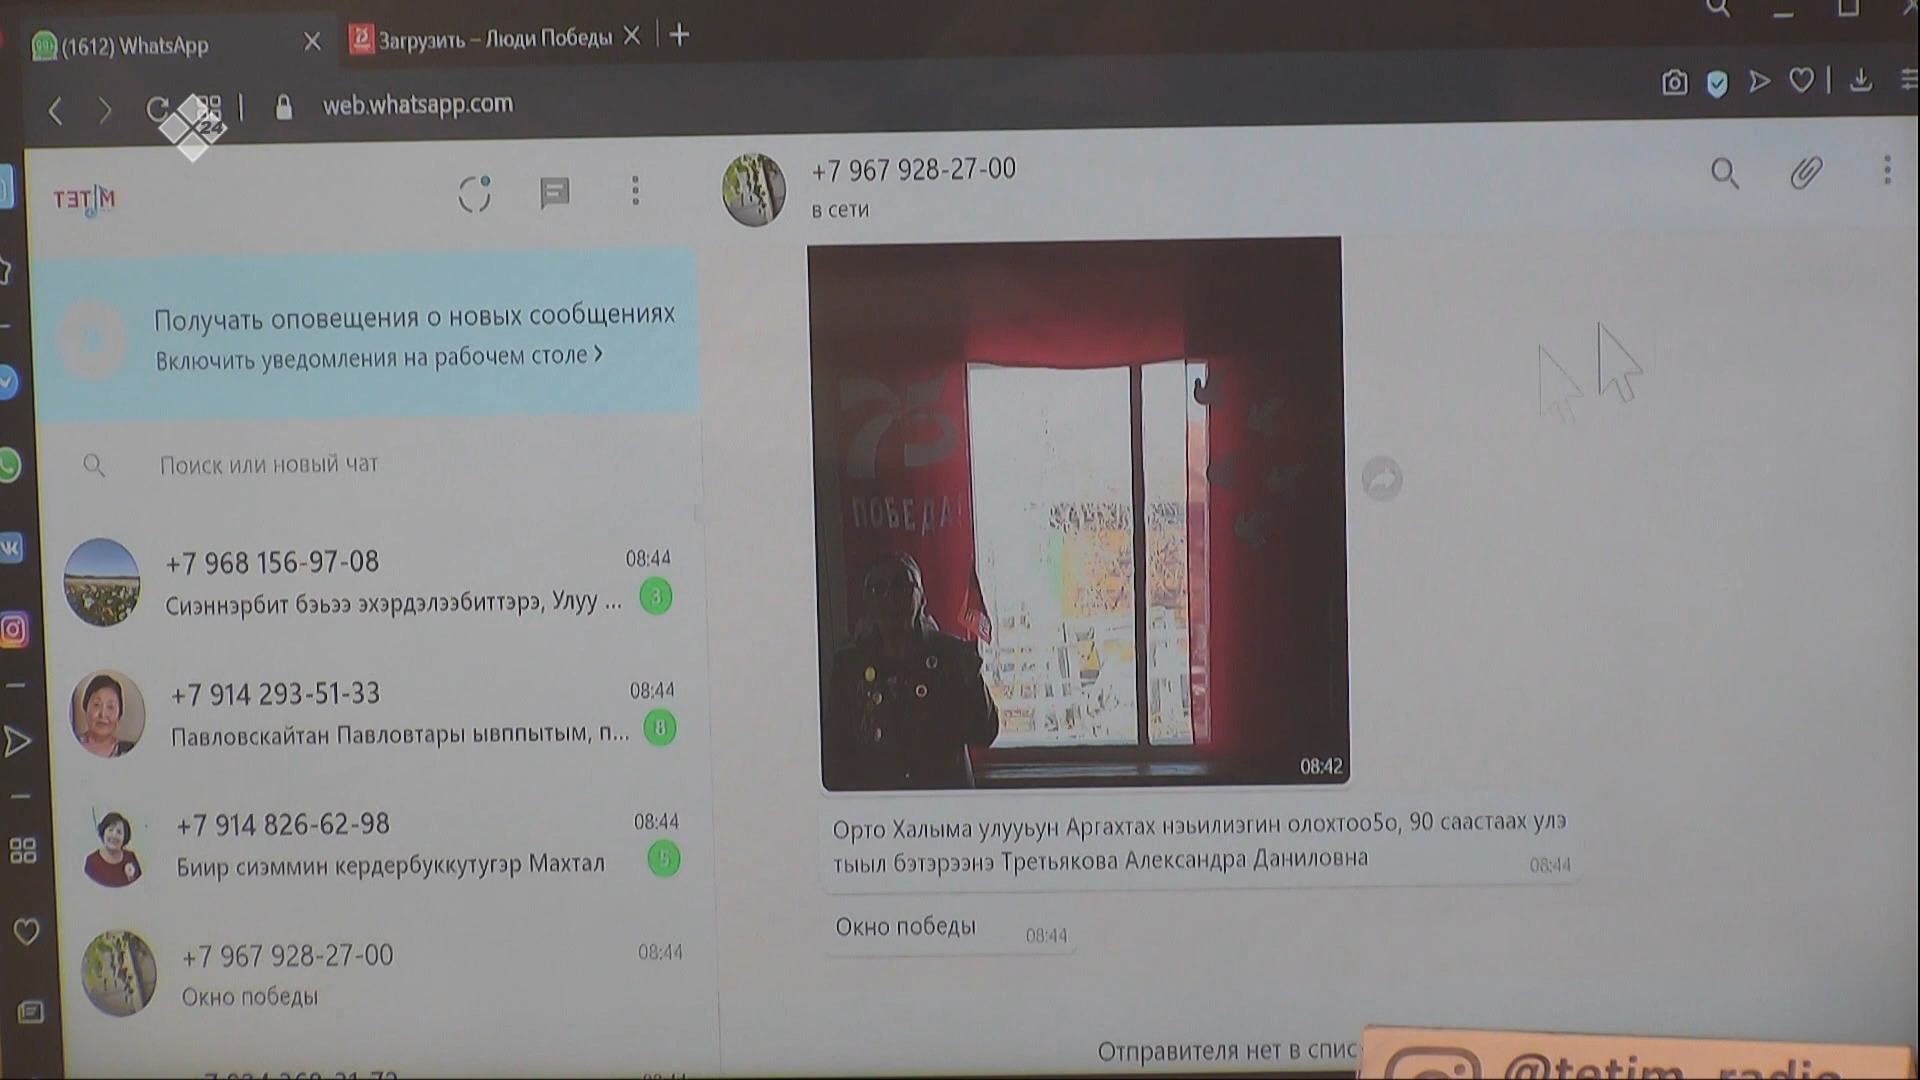 (1612) WhatsApp
Загрузить – Люди Победы
24
web.whatsapp.com
ТЭТІМ
+7 967 928-27-00
в сети
Получать оповещения о новых сообщениях
Включить уведомления на рабочем столе
Поиск или новый чат
75
ПОБЕДА!
08:42
+7 968 156-97-08 08:44
Сиэннэрбит бэьээ эхэрдэлээбиттэрэ, Улуу ... 3
+7 914 293-51-33 08:44
Павловскайтан Павловтары ывппытым, п... 8
+7 914 826-62-98 08:44
Биир сиэммин кердербуккутугэр Махтал 5
+7 967 928-27-00 08:44
Окно победы
Орто Халыма улууьун Аргахтах нэьилиэгин олохтоо5о, 90 саастаах улэ
тыыл бэтэрээнэ Третьякова Александра Даниловна 08:44
Окно победы 08:44
Отправителя нет в спис
@tetim_radio